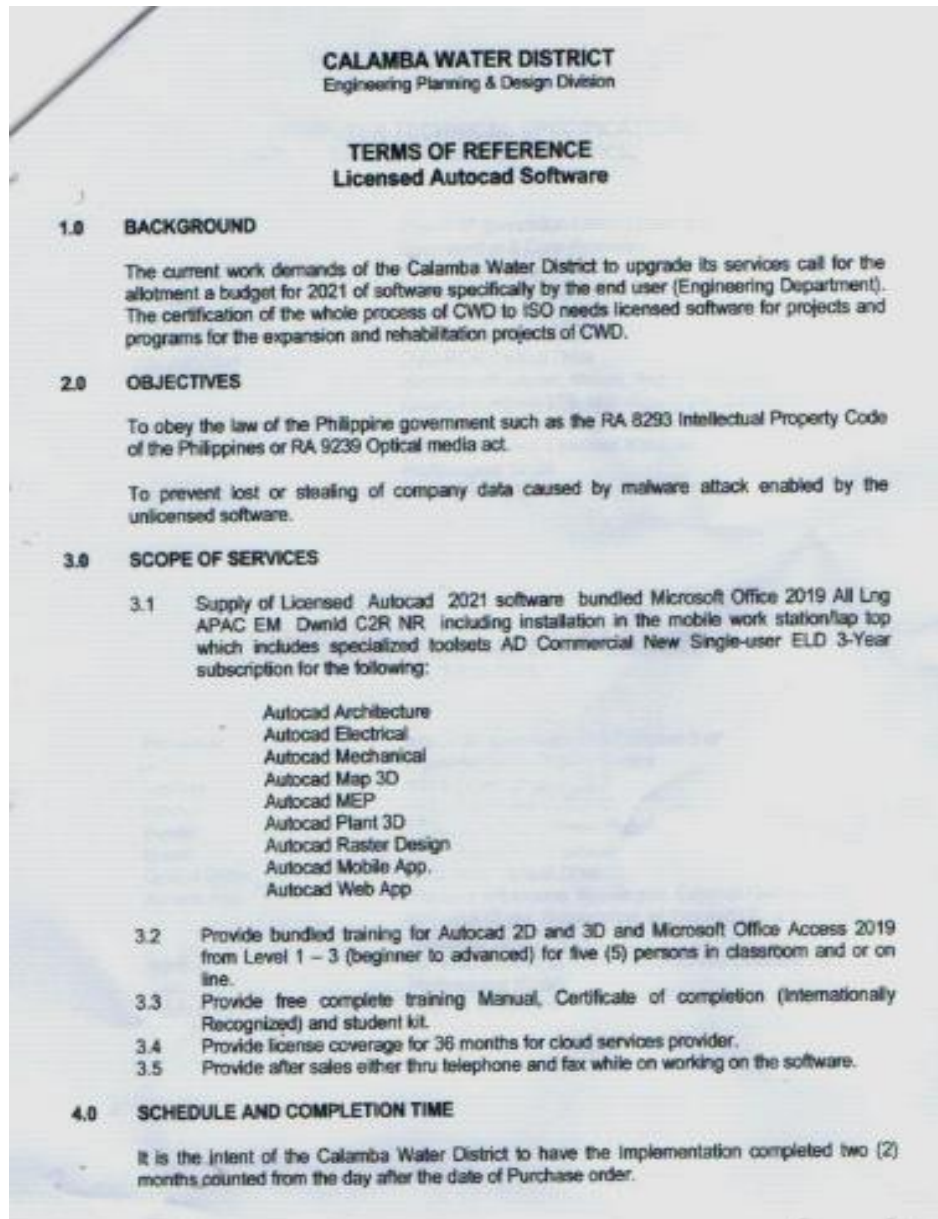 CALAMBA WATER DISTRICT
Engineering Planning & Design Division
TERMS OF REFERENCE
Licensed Autocad Software
1.0 BACKGROUND
The current work demands of the Calamba Water District to upgrade its services call for the
allotment a budget for 2021 of software specifically by the end user (Engineering Department).
The certification of the whole process of CWD to ISO needs licensed software for projects and
programs for the expansion and rehabilitation projects of CWD.
2.0 OBJECTIVES
To obey the law of the Philippine government such as the RA 8293 Intellectual Property Code
of the Philippines or RA 9239 Optical media act.
To prevent lost or stealing of company data caused by malware attack enabled by the
unlicensed software.
3.0 SCOPE OF SERVICES
3.1 Supply of Licensed Autocad 2021 software bundled Microsoft Office 2019 All Lng
APAC EM Dwnld C2R NR including installation in the mobile work station/lap top
which includes specialized toolsets AD Commercial New Single-user ELD 3-Year
subscription for the following:
Autocad Architecture
Autocad Electrical
Autocad Mechanical
Autocad Map 3D
Autocad MEP
Autocad Plant 3D
Autocad Raster Design
Autocad Mobile App.
Autocad Web App
3.2 Provide bundled training for Autocad 2D and 3D and Microsoft Office Access 2019
from Level 1 – 3 (beginner to advanced) for five (5) persons in classroom and or on
line.
3.3 Provide free complete training Manual, Certificate of completion (Internationally
Recognized) and student kit.
3.4 Provide license coverage for 36 months for cloud services provider.
3.5 Provide after sales either thru telephone and fax while on working on the software.
4.0 SCHEDULE AND COMPLETION TIME
It is the intent of the Calamba Water District to have the Implementation completed two (2)
months counted from the day after the date of Purchase order.